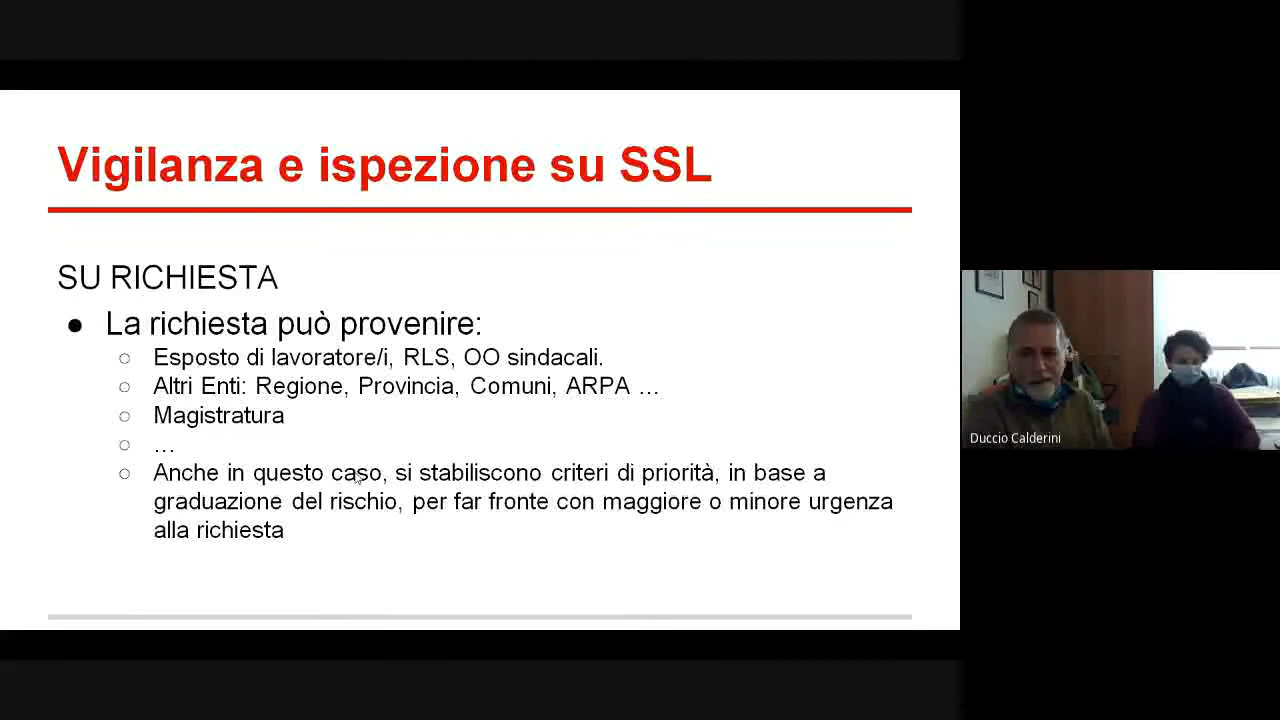 Vigilanza e ispezione su SSL
SU RICHIESTA
● La richiesta può provenire:
○ Esposto di lavoratore/i, RLS, OO sindacali.
○ Altri Enti: Regione, Provincia, Comuni, ARPA …
○ Magistratura
○ …
○ Anche in questo caso, si stabiliscono criteri di priorità, in base a
graduazione del rischio, per far fronte con maggiore o minore urgenza
alla richiesta
Duccio Calderini